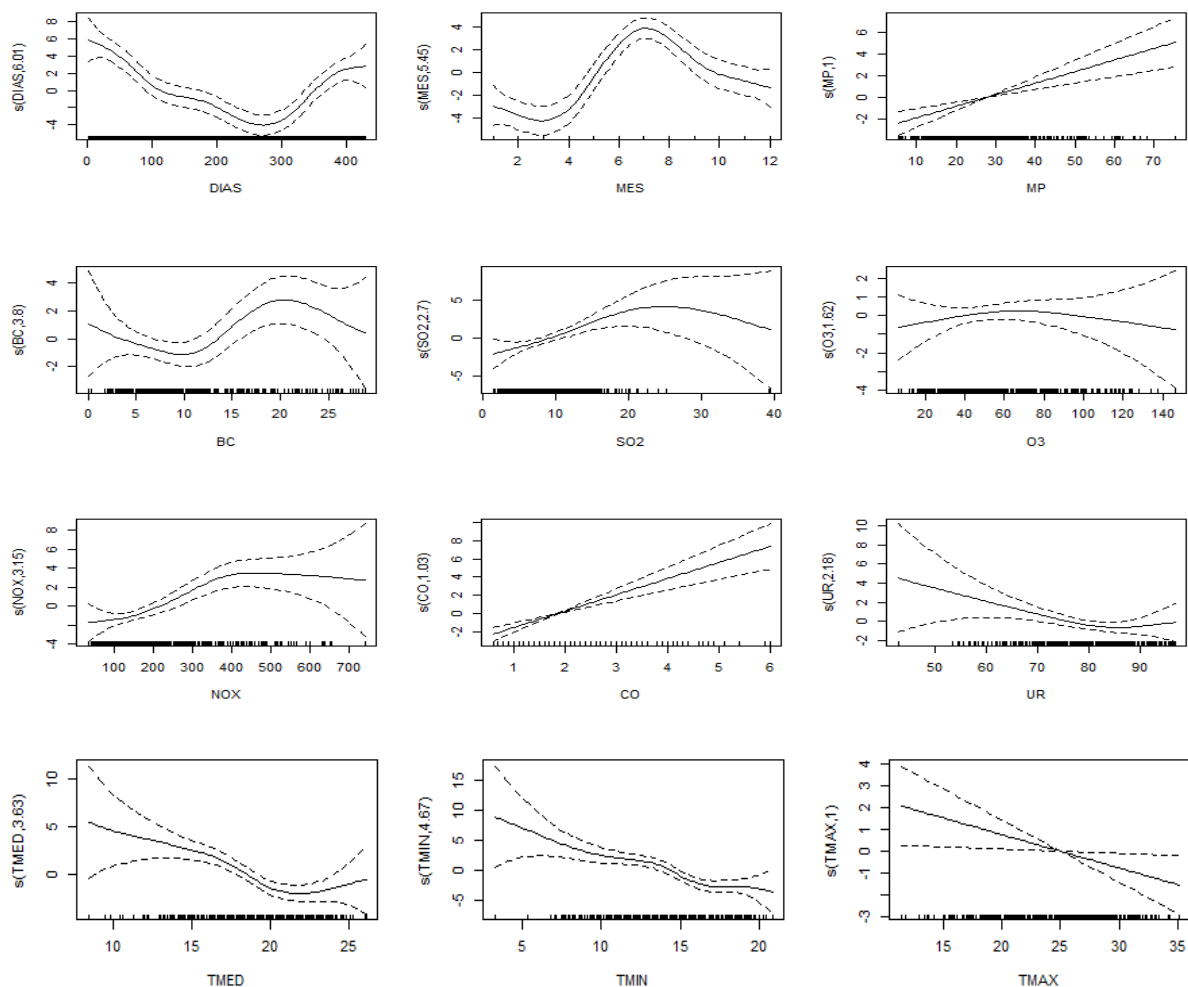 s(DIAS,6.01)
-4 0 2 4 6 8
0 100 200 300 400
DIAS
s(MES,5.45)
-4 -2 0 2 4
2 4 6 8 10 12
MES
s(MP,1)
-2 0 2 4 6
10 20 30 40 50 60 70
MP
s(BC,3.8)
-2 0 2 4
0 5 10 15 20 25
BC
s(SO2,2.7)
-5 0 5
0 10 20 30 40
SO2
s(O3,1.62)
-4 -2 -1 0 1 2
20 40 60 80 100 120 140
O3
s(NOX,3.15)
-4 0 2 4 6 8
100 200 300 400 500 600 700
NOX
s(CO,1.03)
-2 0 2 4 6 8
1 2 3 4 5 6
CO
s(UR,2.18)
-2 0 2 4 6 8 10
50 60 70 80 90
UR
s(TMED,3.63)
0 5 10
10 15 20 25
TMED
s(TMIN,4.67)
-5 0 5 10 15
5 10 15 20
TMIN
s(TMAX,1)
-3 -1 0 1 2 3 4
15 20 25 30 35
TMAX